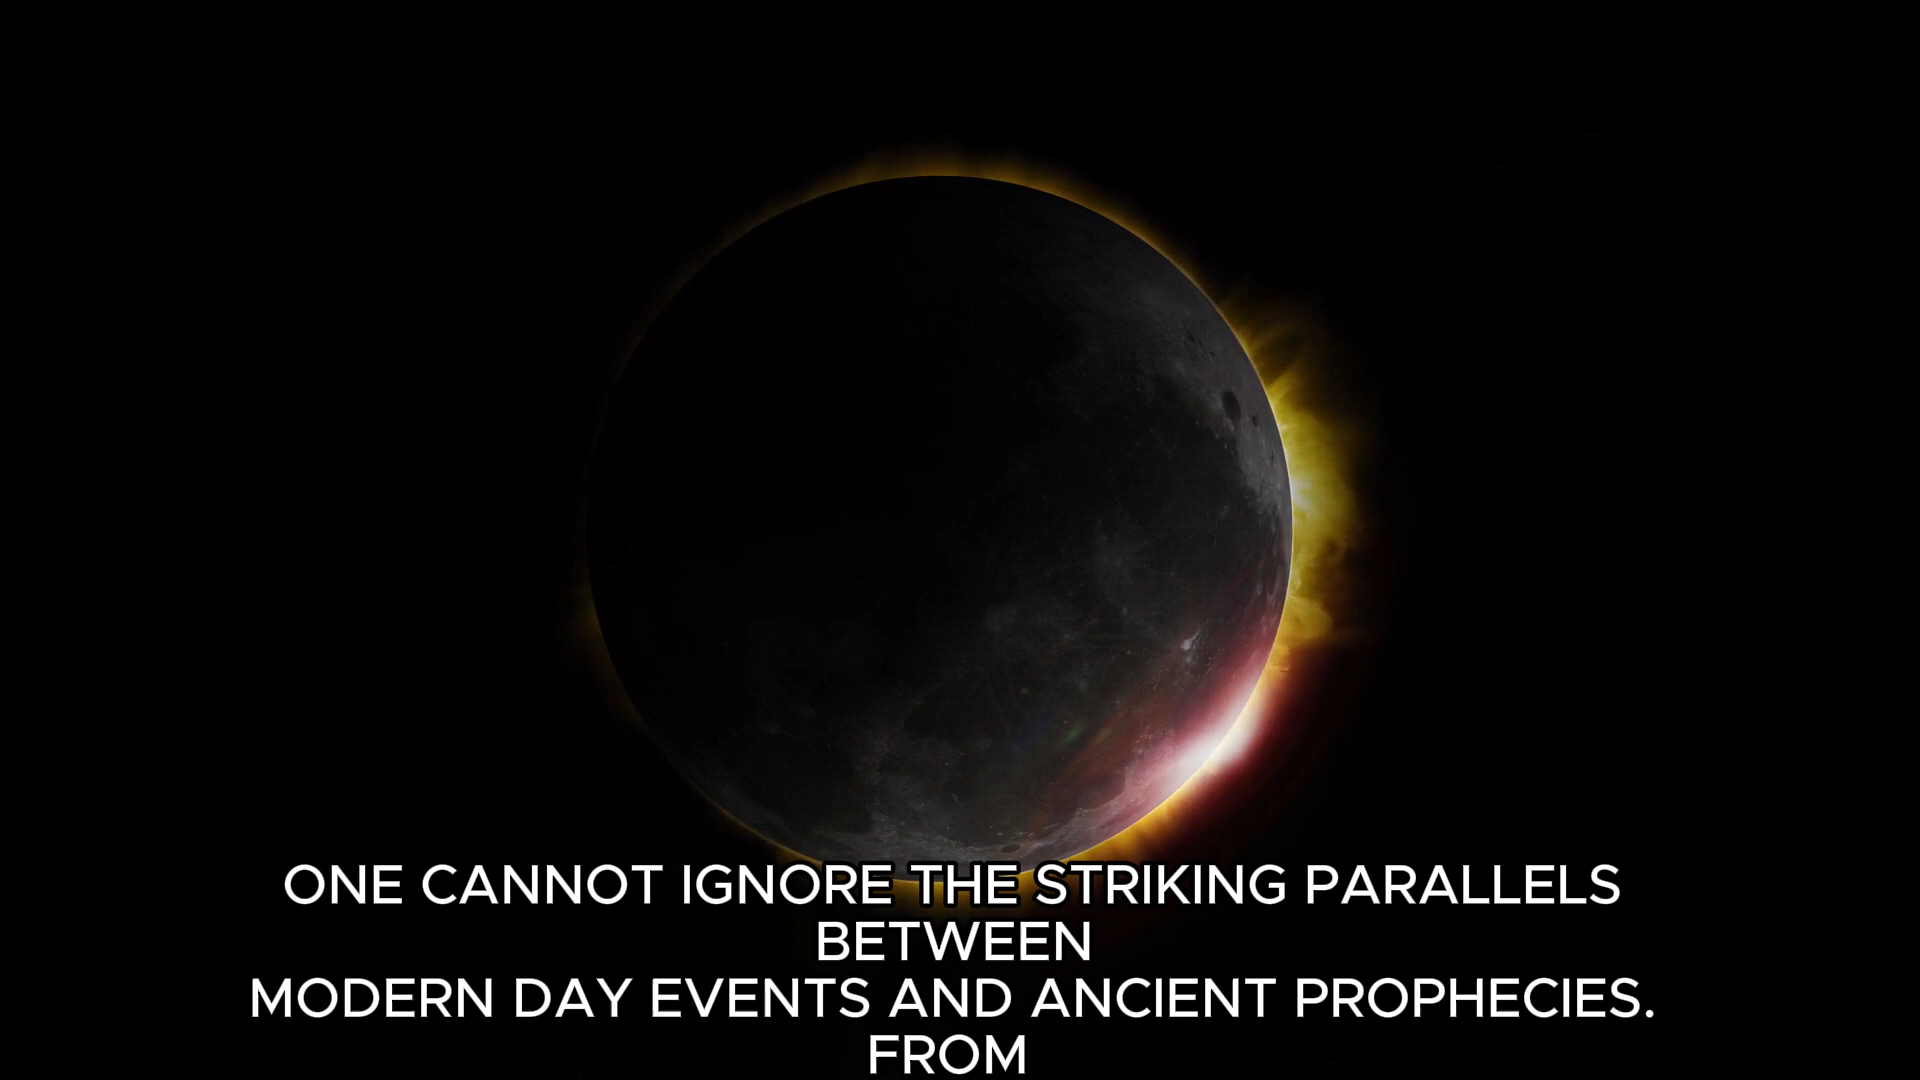 ONE CANNOT IGNORE THE STRIKING PARALLELS
BETWEEN
MODERN DAY EVENTS AND ANCIENT PROPHECIES.
FROM